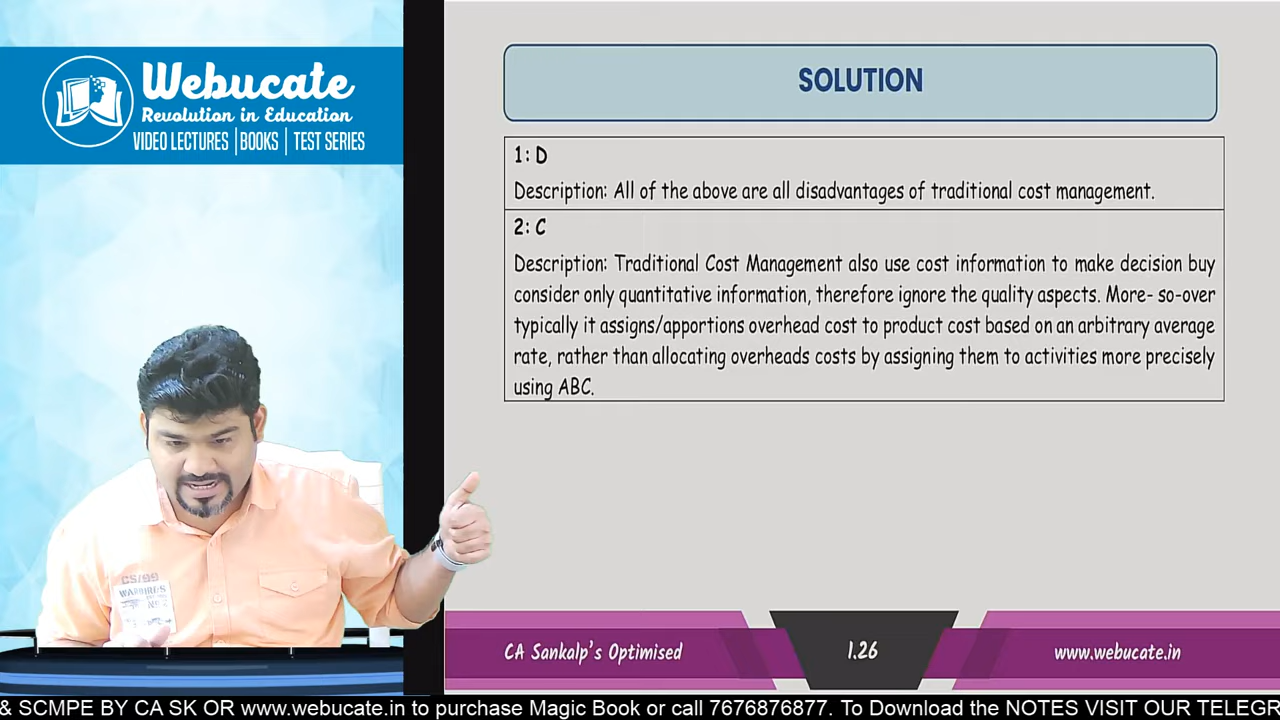 Webucate
Revolution in Education
VIDEO LECTURES | BOOKS | TEST SERIES
SOLUTION
1: D
Description: All of the above are all disadvantages of traditional cost management.
2: C
Description: Traditional Cost Management also use cost information to make decision buy
consider only quantitative information, therefore ignore the quality aspects. More- so-over
typically it assigns/apportions overhead cost to product cost based on an arbitrary average
rate, rather than allocating overheads costs by assigning them to activities more precisely
using ABC.
CS/99
WARBIRDS
CA Sankalp's Optimised
1.26
www.webucate.in
& SCMPE BY CA SK OR www.webucate.in to purchase Magic Book or call 7676876877. To Download the NOTES VISIT OUR TELEGR